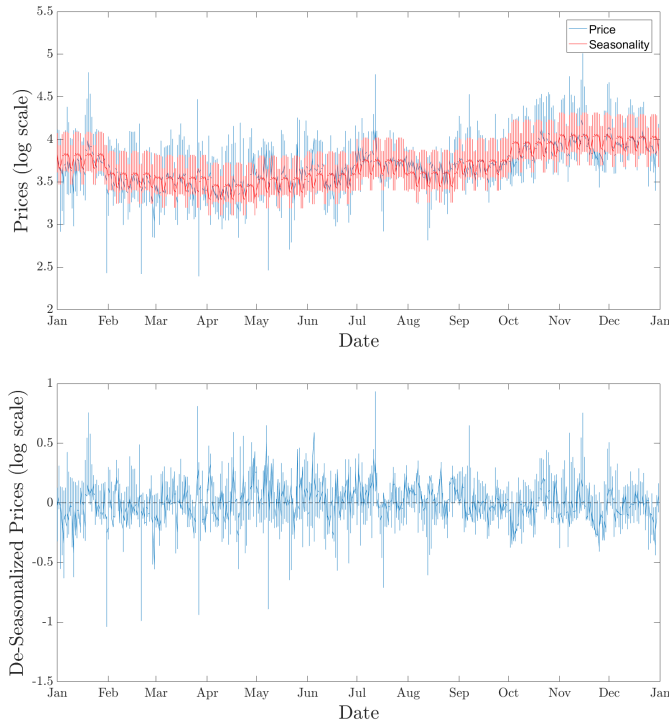 5.5
Price
Seasonality
5
4.5
4
3.5
3
2.5
2
Prices (log scale)
Jan Feb Mar Apr May Jun Jul Aug Sep Oct Nov Dec Jan
Date
1
0.5
0
-0.5
-1
-1.5
De-Seasonalized Prices (log scale)
Jan Feb Mar Apr May Jun Jul Aug Sep Oct Nov Dec Jan
Date